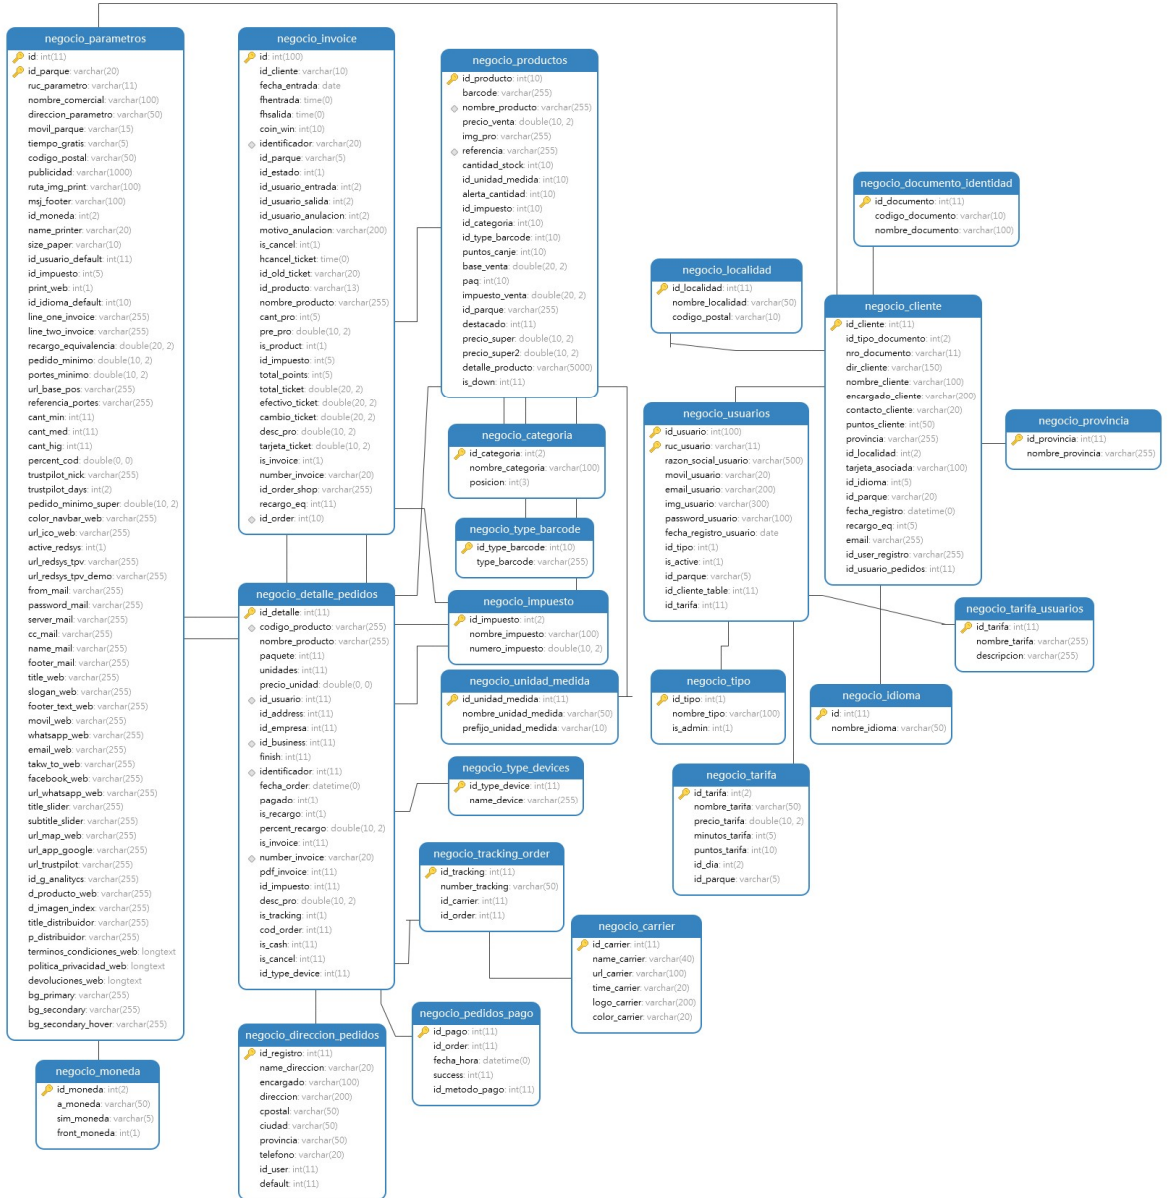 negocio_parametros
id: int(11)
id_parque: varchar(20)
ruc_parametro: varchar(11)
nombre_comercial: varchar(100)
direccion_parametro: varchar(50)
movil_parque: varchar(15)
tiempo_gratis: varchar(5)
codigo_postal: varchar(50)
publicidad: varchar(1000)
ruta_img_print: varchar(100)
msj_footer: varchar(100)
id_moneda: int(2)
name_printer: varchar(20)
size_paper: varchar(10)
id_usuario_default: int(11)
id_impuesto: int(5)
print_web: int(1)
id_idioma_default: int(10)
line_one_invoice: varchar(255)
line_two_invoice: varchar(255)
recargo_equivalencia: double(20, 2)
pedido_minimo: double(10, 2)
portes_minimo: double(10, 2)
url_base_pos: varchar(255)
referencia_portes: varchar(255)
cant_min: int(11)
cant_med: int(11)
cant_hig: int(11)
percent_cod: double(0, 0)
trustpilot_nick: varchar(255)
trustpilot_days: int(2)
pedido_minimo_super: double(10, 2)
color_navbar_web: varchar(255)
url_ico_web: varchar(255)
active_redsys: int(1)
url_redsys_tpv: varchar(255)
url_redsys_tpv_demo: varchar(255)
from_mail: varchar(255)
password_mail: varchar(255)
server_mail: varchar(255)
cc_mail: varchar(255)
name_mail: varchar(255)
footer_mail: varchar(255)
title_web: varchar(255)
slogan_web: varchar(255)
footer_text_web: varchar(255)
movil_web: varchar(255)
whatsapp_web: varchar(255)
email_web: varchar(255)
takw_to_web: varchar(255)
facebook_web: varchar(255)
url_whatsapp_web: varchar(255)
title_slider: varchar(255)
subtitle_slider: varchar(255)
url_map_web: varchar(255)
url_app_google: varchar(255)
url_trustpilot: varchar(255)
id_g_analitycs: varchar(255)
d_producto_web: varchar(255)
d_imagen_index: varchar(255)
title_distribuidor: varchar(255)
p_distribuidor: varchar(255)
terminos_condiciones_web: longtext
politica_privacidad_web: longtext
devoluciones_web: longtext
bg_primary: varchar(255)
bg_secondary: varchar(255)
bg_secondary_hover: varchar(255)
negocio_moneda
id_moneda: int(2)
a_moneda: varchar(50)
sim_moneda: varchar(5)
front_moneda: int(1)
negocio_invoice
id: int(100)
id_cliente: varchar(10)
fecha_entrada: date
fhentrada: time(0)
fhsalida: time(0)
coin_win: int(10)
identificador: varchar(20)
id_parque: varchar(5)
id_estado: int(1)
id_usuario_entrada: int(2)
id_usuario_salida: int(2)
id_usuario_anulacion: int(2)
motivo_anulacion: varchar(200)
is_cancel: int(1)
hcancel_ticket: time(0)
id_old_ticket: varchar(20)
id_producto: varchar(13)
nombre_producto: varchar(255)
cant_pro: int(5)
pre_pro: double(10, 2)
is_product: int(1)
id_impuesto: int(5)
total_points: int(5)
total_ticket: double(20, 2)
efectivo_ticket: double(20, 2)
cambio_ticket: double(20, 2)
desc_pro: double(10, 2)
tarjeta_ticket: double(10, 2)
is_invoice: int(1)
number_invoice: varchar(20)
id_order_shop: varchar(255)
recargo_eq: int(11)
id_order: int(10)
negocio_detalle_pedidos
id_detalle: int(11)
codigo_producto: varchar(255)
nombre_producto: varchar(255)
paquete: int(11)
unidades: int(11)
precio_unidad: double(0, 0)
id_usuario: int(11)
id_address: int(11)
id_empresa: int(11)
id_business: int(11)
finish: int(11)
identificador: int(11)
fecha_order: datetime(0)
pagado: int(1)
is_recargo: int(1)
percent_recargo: double(10, 2)
is_invoice: int(11)
number_invoice: varchar(20)
pdf_invoice: int(11)
id_impuesto: int(11)
desc_pro: double(10, 2)
is_tracking: int(1)
cod_order: int(11)
is_cash: int(11)
is_cancel: int(11)
id_type_device: int(11)
negocio_direccion_pedidos
id_registro: int(11)
name_direccion: varchar(20)
encargado: varchar(100)
direccion: varchar(200)
cpostal: varchar(50)
ciudad: varchar(50)
provincia: varchar(50)
telefono: varchar(20)
id_user: int(11)
default: int(11)
negocio_productos
id_producto: int(10)
barcode: varchar(255)
nombre_producto: varchar(255)
precio_venta: double(10, 2)
img_pro: varchar(255)
referencia: varchar(255)
cantidad_stock: int(10)
id_unidad_medida: int(10)
alerta_cantidad: int(10)
id_impuesto: int(10)
id_categoria: int(10)
id_type_barcode: int(10)
puntos_canje: int(10)
base_venta: double(20, 2)
paq: int(10)
impuesto_venta: double(20, 2)
id_parque: varchar(255)
destacado: int(11)
precio_super: double(10, 2)
precio_super2: double(10, 2)
detalle_producto: varchar(5000)
is_down: int(11)
negocio_categoria
id_categoria: int(2)
nombre_categoria: varchar(100)
posicion: int(3)
negocio_type_barcode
id_type_barcode: int(10)
type_barcode: varchar(255)
negocio_impuesto
id_impuesto: int(2)
nombre_impuesto: varchar(100)
numero_impuesto: double(10, 2)
negocio_unidad_medida
id_unidad_medida: int(11)
nombre_unidad_medida: varchar(50)
prefijo_unidad_medida: varchar(10)
negocio_type_devices
id_type_device: int(11)
name_device: varchar(255)
negocio_tracking_order
id_tracking: int(11)
number_tracking: varchar(50)
id_carrier: int(11)
id_order: int(11)
negocio_carrier
id_carrier: int(11)
name_carrier: varchar(40)
url_carrier: varchar(100)
time_carrier: varchar(20)
logo_carrier: varchar(200)
color_carrier: varchar(20)
negocio_pedidos_pago
id_pago: int(11)
id_order: int(11)
fecha_hora: datetime(0)
success: int(11)
id_metodo_pago: int(11)
negocio_documento_identidad
id_documento: int(11)
codigo_documento: varchar(10)
nombre_documento: varchar(100)
negocio_localidad
id_localidad: int(11)
nombre_localidad: varchar(50)
codigo_postal: varchar(10)
negocio_cliente
id_cliente: int(11)
id_tipo_documento: int(2)
nro_documento: varchar(11)
dir_cliente: varchar(150)
nombre_cliente: varchar(100)
encargado_cliente: varchar(200)
contacto_cliente: varchar(20)
puntos_cliente: int(50)
provincia: varchar(255)
id_localidad: int(2)
tarjeta_asociada: varchar(100)
id_idioma: int(5)
id_parque: varchar(20)
fecha_registro: datetime(0)
recargo_eq: int(5)
email: varchar(255)
id_user_registro: varchar(255)
id_usuario_pedidos: int(11)
negocio_usuarios
id_usuario: int(100)
ruc_usuario: varchar(11)
razon_social_usuario: varchar(500)
movil_usuario: varchar(20)
email_usuario: varchar(200)
img_usuario: varchar(300)
password_usuario: varchar(100)
fecha_registro_usuario: date
id_tipo: int(1)
is_active: int(1)
id_parque: varchar(5)
id_cliente_table: int(11)
id_tarifa: int(11)
negocio_provincia
id_provincia: int(11)
nombre_provincia: varchar(255)
negocio_tarifa_usuarios
id_tarifa: int(11)
nombre_tarifa: varchar(255)
descripcion: varchar(255)
negocio_tipo
id_tipo: int(1)
nombre_tipo: varchar(100)
is_admin: int(1)
negocio_idioma
id: int(11)
nombre_idioma: varchar(50)
negocio_tarifa
id_tarifa: int(2)
nombre_tarifa: varchar(50)
precio_tarifa: double(10, 2)
minutos_tarifa: int(5)
puntos_tarifa: int(10)
id_dia: int(2)
id_parque: varchar(5)